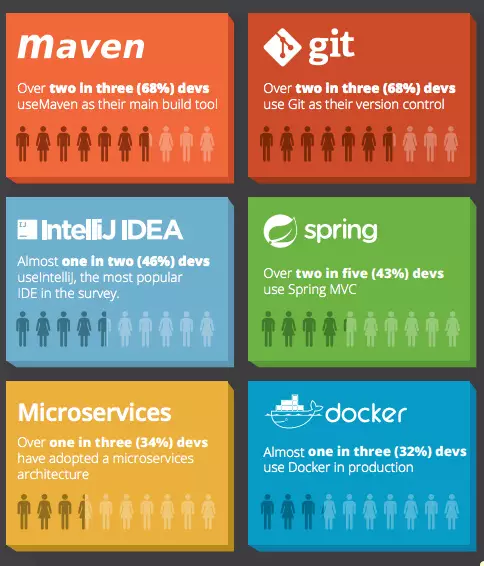 maven
Over two in three (68%) devs
useMaven as their main build tool
git
Over two in three (68%) devs
use Git as their version control
IJ IntelliJ IDEA
Almost one in two (46%) devs
useIntellij, the most popular
IDE in the survey.
spring
Over two in five (43%) devs
use Spring MVC
Microservices
Over one in three (34%) devs
have adopted a microservices
architecture
docker
Almost one in three (32%) devs
use Docker in production